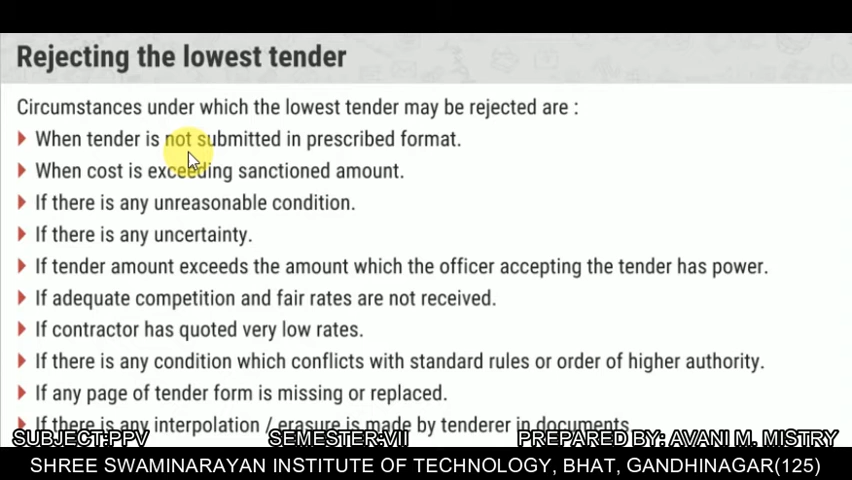 Rejecting the lowest tender
Circumstances under which the lowest tender may be rejected are :
When tender is not submitted in prescribed format.
When cost is exceeding sanctioned amount.
If there is any unreasonable condition.
If there is any uncertainty.
If tender amount exceeds the amount which the officer accepting the tender has power.
If adequate competition and fair rates are not received.
If contractor has quoted very low rates.
If there is any condition which conflicts with standard rules or order of higher authority.
If any page of tender form is missing or replaced.
If there is any interpolation / erasure is made by tenderer in documents
SUBJECT:PPV SEMESTER:VII PREPARED BY: AVANI M. MISTRY
SHREE SWAMINARAYAN INSTITUTE OF TECHNOLOGY, BHAT, GANDHINAGAR(125)